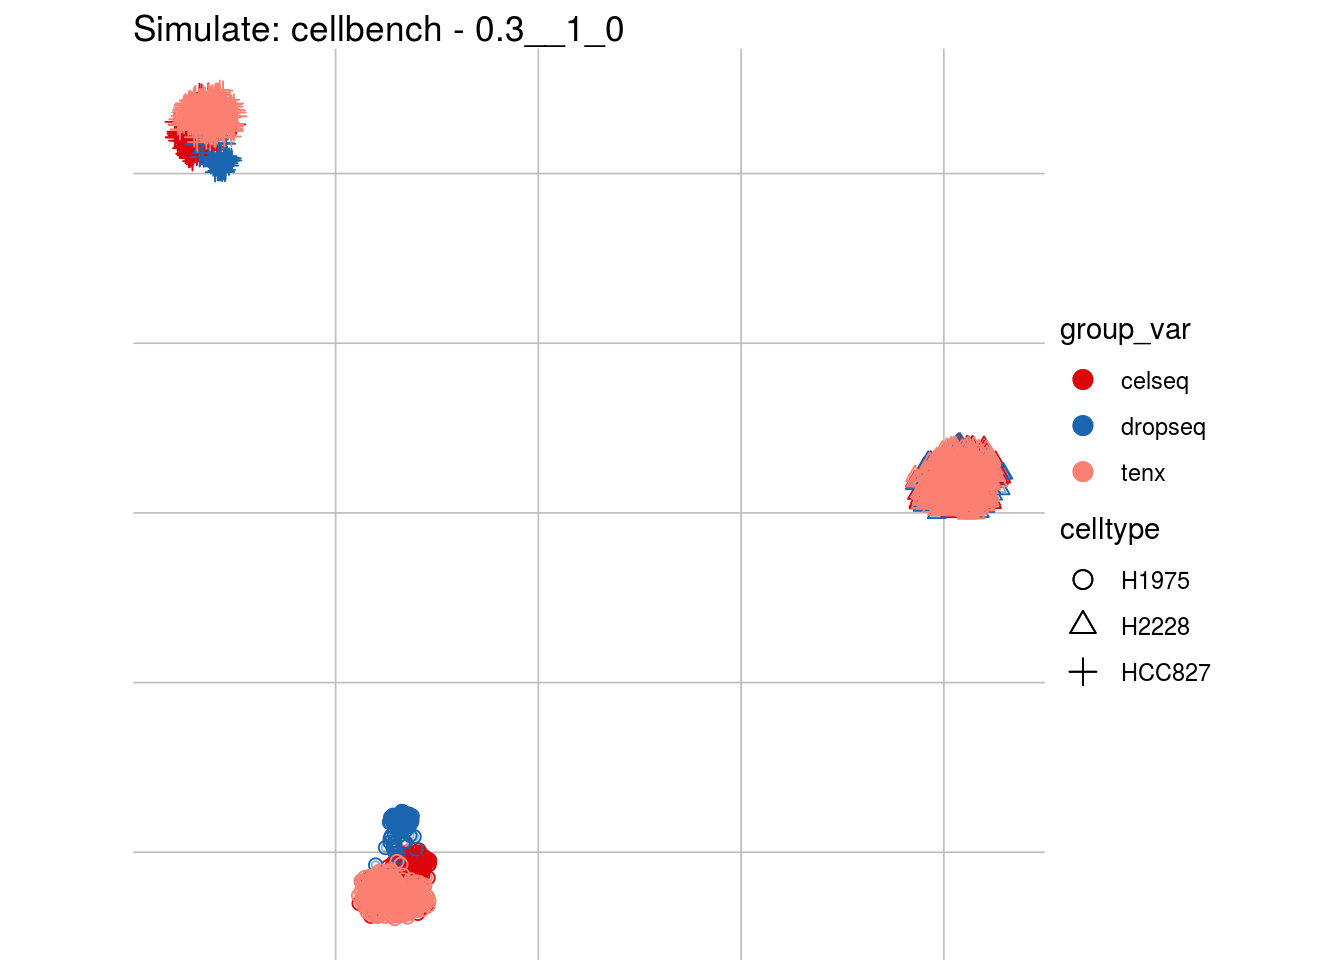 Simulate: cellbench - 0.3__1_0
group_var
celseq
dropseq
tenx
celltype
H1975
H2228
HCC827